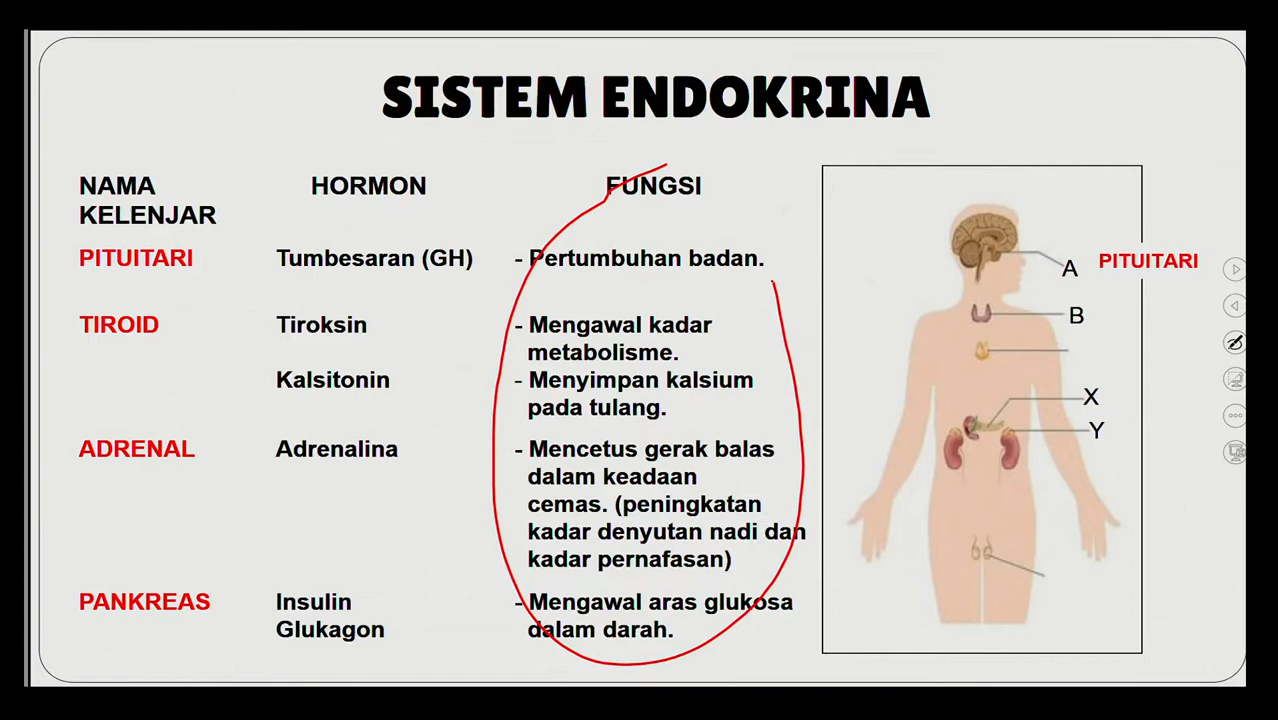 SISTEM ENDOKRINA
NAMA
KELENJAR
HORMON
FUNGSI
PITUITARI
Tumbesaran (GH)
- Pertumbuhan badan.
TIROID
Tiroksin
- Mengawal kadar
metabolisme.
Kalsitonin
- Menyimpan kalsium
pada tulang.
ADRENAL
Adrenalina
- Mencetus gerak balas
dalam keadaan
cemas. (peningkatan
kadar denyutan nadi dan
kadar pernafasan)
PANKREAS
Insulin
Glukagon
- Mengawal aras glukosa
dalam darah.
A
PITUITARI
B
X
Y